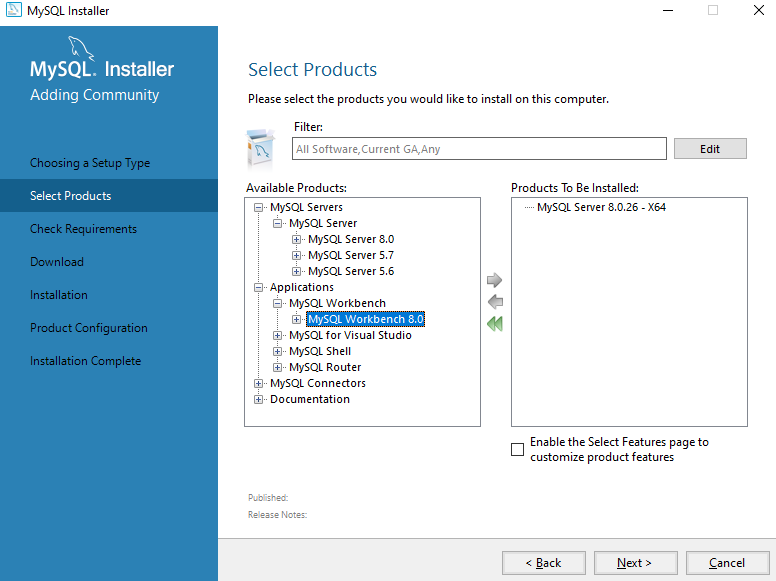 MySQL Installer
MySQL. Installer
Adding Community
Choosing a Setup Type
Select Products
Check Requirements
Download
Installation
Product Configuration
Installation Complete
Select Products
Please select the products you would like to install on this computer.
Filter:
All Software,Current GA,Any
Edit
Available Products:
MySQL Servers
MySQL Server
MySQL Server 8.0
MySQL Server 5.7
MySQL Server 5.6
Applications
MySQL Workbench
MySQL Workbench 8.0
MySQL for Visual Studio
MySQL Shell
MySQL Router
MySQL Connectors
Documentation
Products To Be Installed:
MySQL Server 8.0.26 - X64
Enable the Select Features page to
customize product features
Published:
Release Notes:
< Back
Next >
Cancel